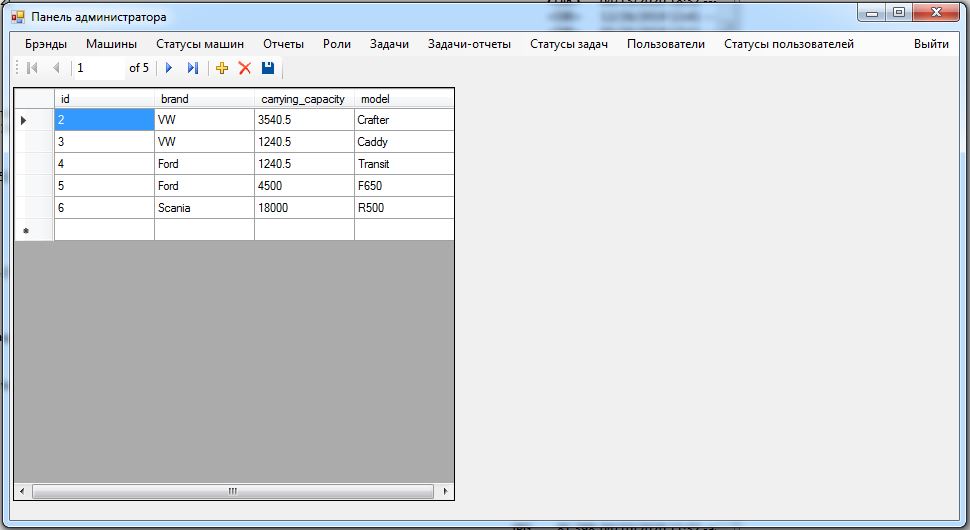 Панель администратора
Брэнды Машины Статусы машин Отчеты Роли Задачи Задачи-отчеты Статусы задач Пользователи Статусы пользователей Выйти
1 of 5
id brand carrying_capacity model
2 VW 3540.5 Crafter
3 VW 1240.5 Caddy
4 Ford 1240.5 Transit
5 Ford 4500 F650
6 Scania 18000 R500